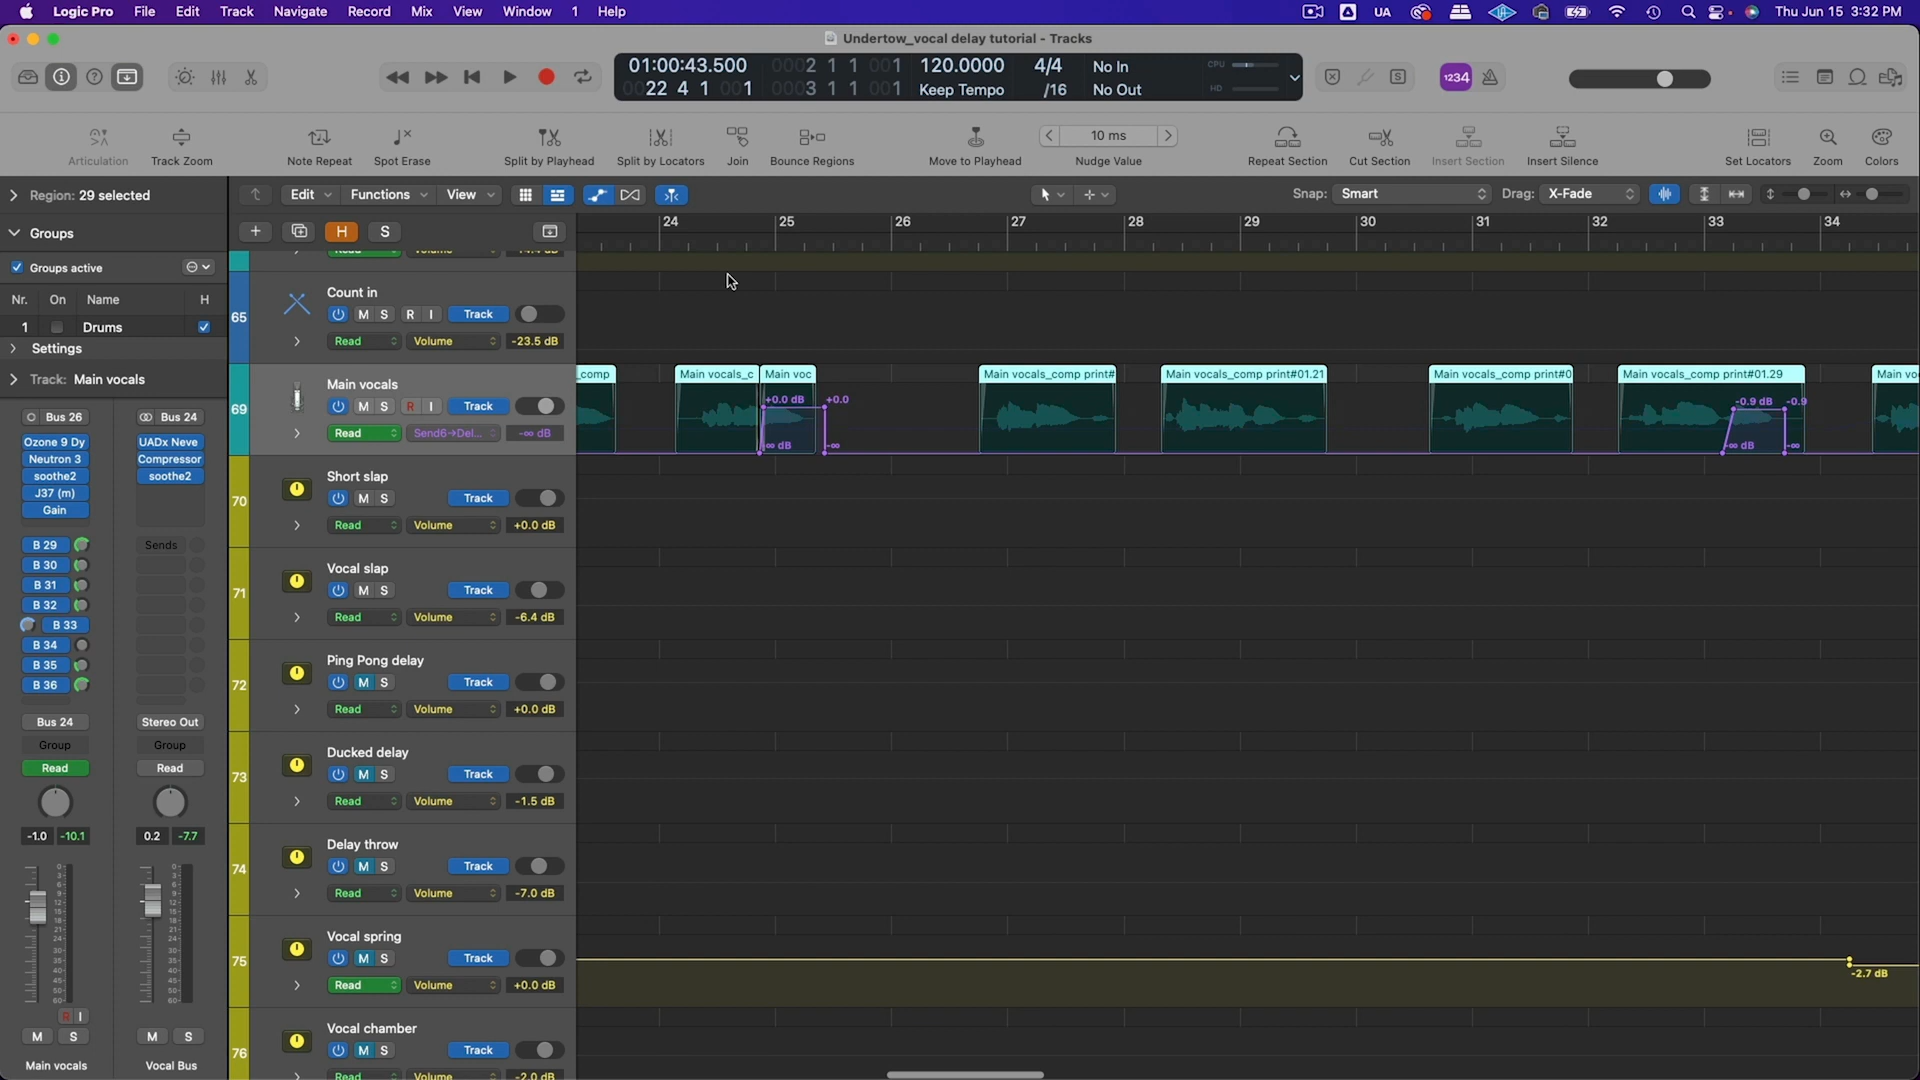 Logic Pro File Edit Track Navigate Record Mix View Window 1 Help
UA
Thu Jun 15 3:32 PM
Undertow_vocal delay tutorial - Tracks
01:00:43.500 0002 1 1 001 120.0000 4/4 No In CPU
0022 4 1 001 0003 1 1 001 Keep Tempo /16 No Out HD
S
1234
Articulation Track Zoom Note Repeat Spot Erase Split by Playhead Split by Locators Join Bounce Regions Move to Playhead
10 ms
Nudge Value
Repeat Section Cut Section Insert Section Insert Silence Set Locators Zoom Colors
Region: 29 selected
Edit Functions View
Snap: Smart Drag: X-Fade
Groups
H S
24 25 26 27 28 29 30 31 32 33 34
Groups active
Nr. On Name H
1 Drums
Settings
Track: Main vocals
Bus 26 Bus 24
Ozone 9 Dy UADx Neve
Neutron 3 Compressor
soothe2 soothe2
J37 (m)
Gain
B 29 Sends
B 30
B 31
B 32
B 33
B 34
B 35
B 36
Bus 24 Stereo Out
Group Group
Read Read
-1.0 -10.1 0.2 -7.7
R I
M S M S
Main vocals Vocal Bus
65 Count in
M S R I Track
Read Volume -23.5 dB
69 Main vocals
M S R I Track
Read Send6→Del... -∞ dB
_comp Main vocals_c Main voc Main vocals_comp print# Main vocals_comp print#01.21 Main vocals_comp print#0 Main vocals_comp print#01.29 Main vo
+0.0 dB +0.0 -0.9 dB -0.9
∞ dB -∞ -∞ dB -∞
70 Short slap
M S Track
Read Volume +0.0 dB
71 Vocal slap
M S Track
Read Volume -6.4 dB
72 Ping Pong delay
M S Track
Read Volume +0.0 dB
73 Ducked delay
M S Track
Read Volume -1.5 dB
74 Delay throw
M S Track
Read Volume -7.0 dB
75 Vocal spring
M S Track
Read Volume +0.0 dB
-2.7 dB
76 Vocal chamber
M S Track
Read Volume -2.0 dB